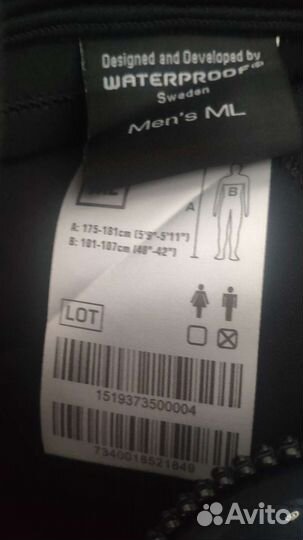 Designed and Developed by
WATERPROOF®
Sweden
Men's ML
A
B
A: 175-181cm (5'9"-5'11")
B: 101-107cm (40"-42")
LOT
1519373500004
7340016521849
Avito